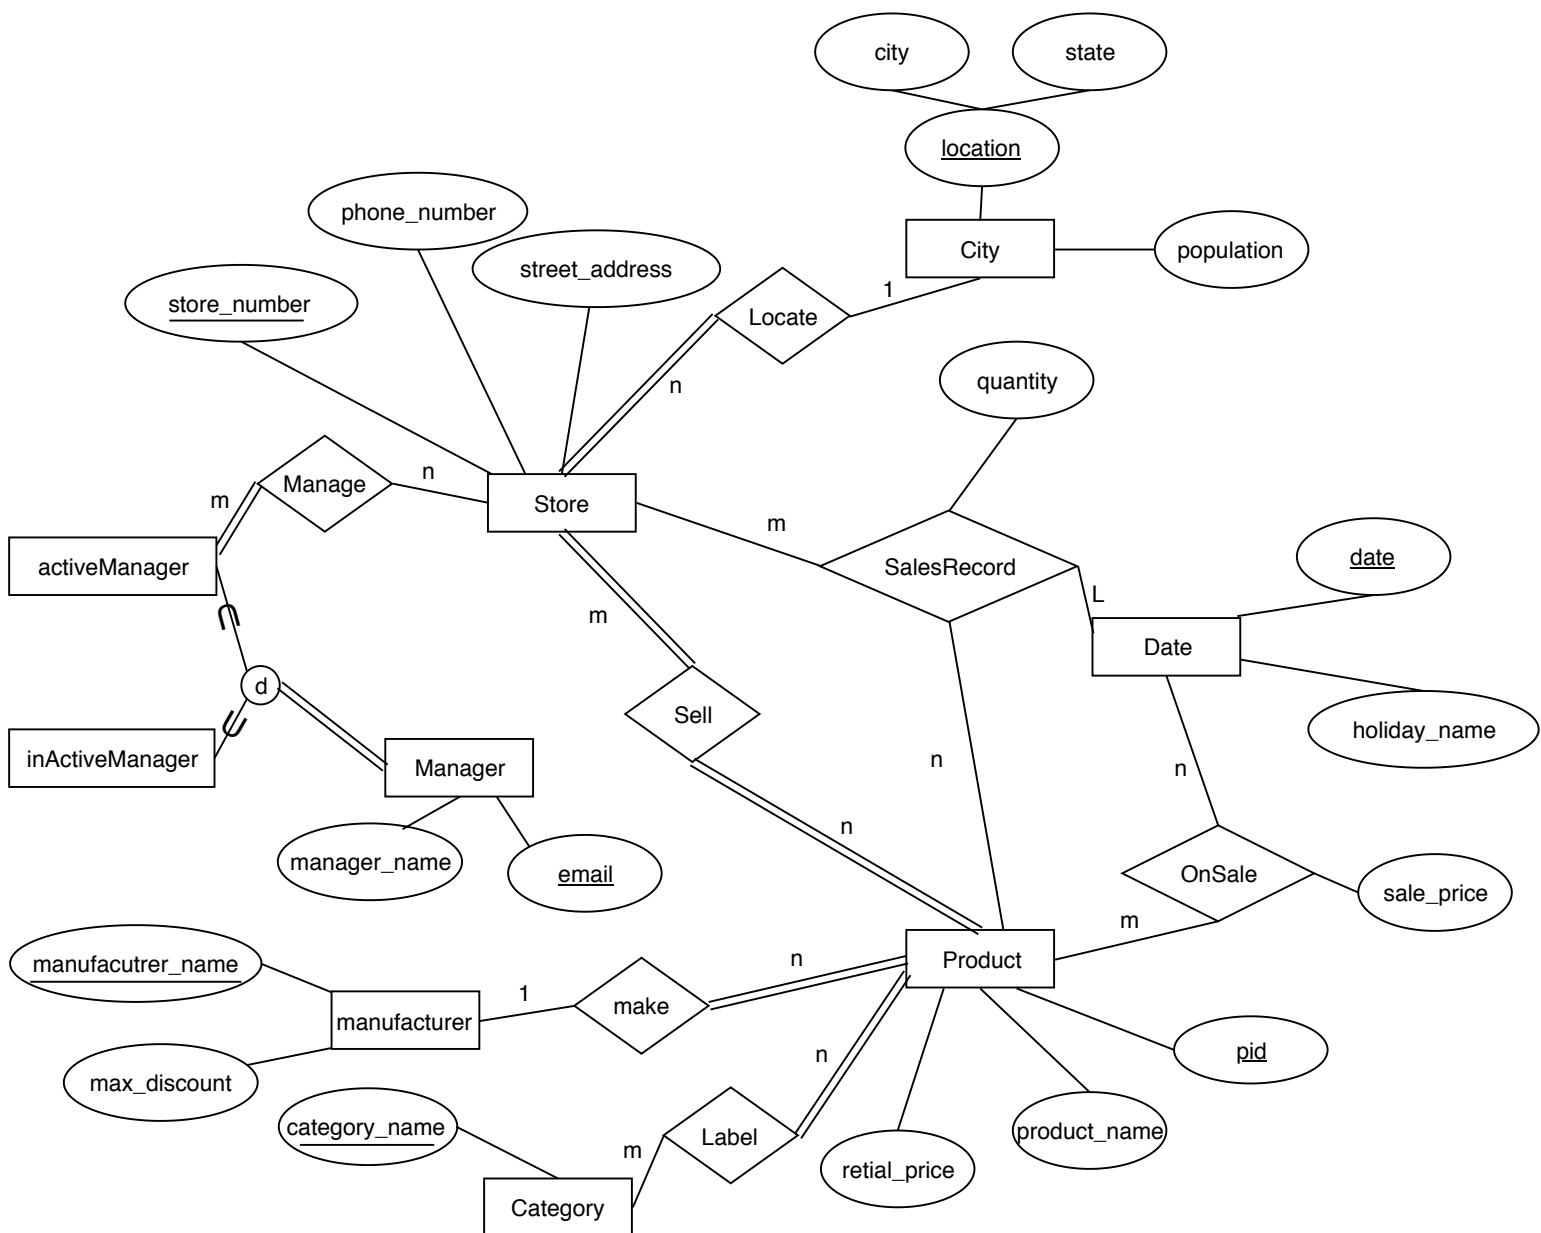 city
state
location
phone_number
City
population
street_address
store_number
1
Locate
n
quantity
n
Manage
m
Store
m
SalesRecord
date
activeManager
L
m
Date
d
Sell
holiday_name
inActiveManager
Manager
n
n
n
manager_name
email
OnSale
sale_price
m
manufacutrer_name
n
Product
1
make
manufacturer
n
pid
max_discount
category_name
m
Label
product_name
retial_price
Category